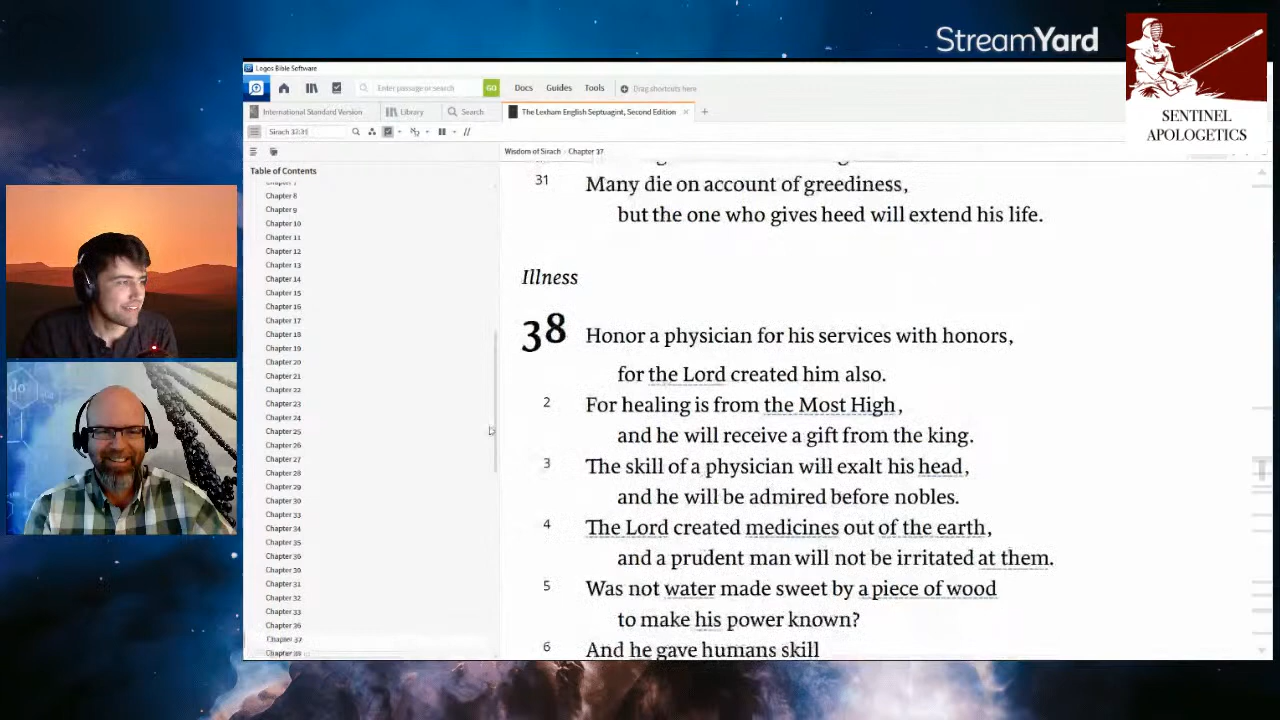 StreamYard
SENTINEL
APOLOGETICS
Logos Bible Software
Enter passage or search
GO
Docs Guides Tools Drag shortcuts here
International Standard Version Library Search The Lexham English Septuagint, Second Edition
Wisdom of Sirach › Chapter 37
Table of Contents
Chapter 8
Chapter 9
Chapter 10
Chapter 11
Chapter 12
Chapter 13
Chapter 14
Chapter 15
Chapter 16
Chapter 17
Chapter 18
Chapter 19
Chapter 20
Chapter 21
Chapter 22
Chapter 23
Chapter 24
Chapter 25
Chapter 26
Chapter 27
Chapter 28
Chapter 29
Chapter 30
Chapter 33
Chapter 34
Chapter 35
Chapter 36
Chapter 30
Chapter 31
Chapter 32
Chapter 33
Chapter 36
Chapter 37
31 Many die on account of greediness,
but the one who gives heed will extend his life.
Illness
38 Honor a physician for his services with honors,
for the Lord created him also.
2 For healing is from the Most High,
and he will receive a gift from the king.
3 The skill of a physician will exalt his head,
and he will be admired before nobles.
4 The Lord created medicines out of the earth,
and a prudent man will not be irritated at them.
5 Was not water made sweet by a piece of wood
to make his power known?
6 And he gave humans skill